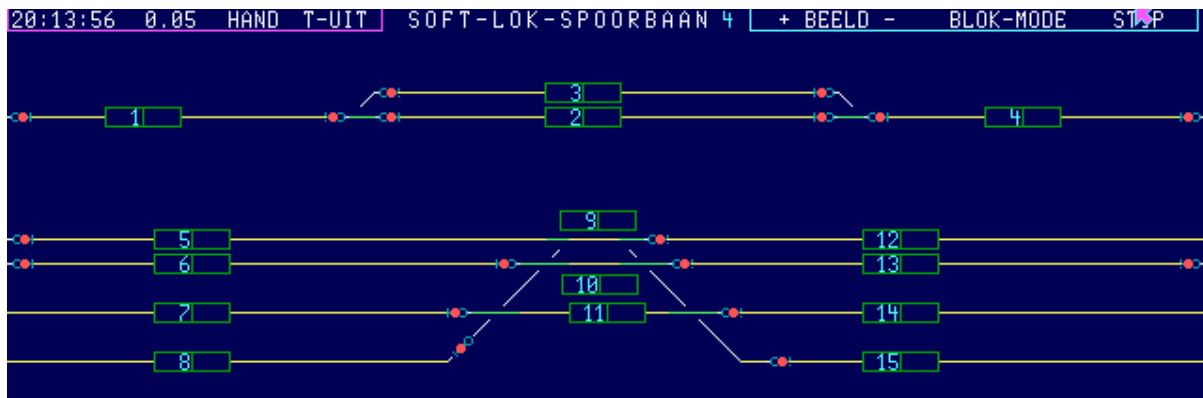 20:13:56 0.05 HAND T-UIT SOFT-LOK-SPOORBAAN 4 + BEELD - BLOK-MODE STOP
3
1 2 4
9
5 12
6 13
10
7 11 14
8 15